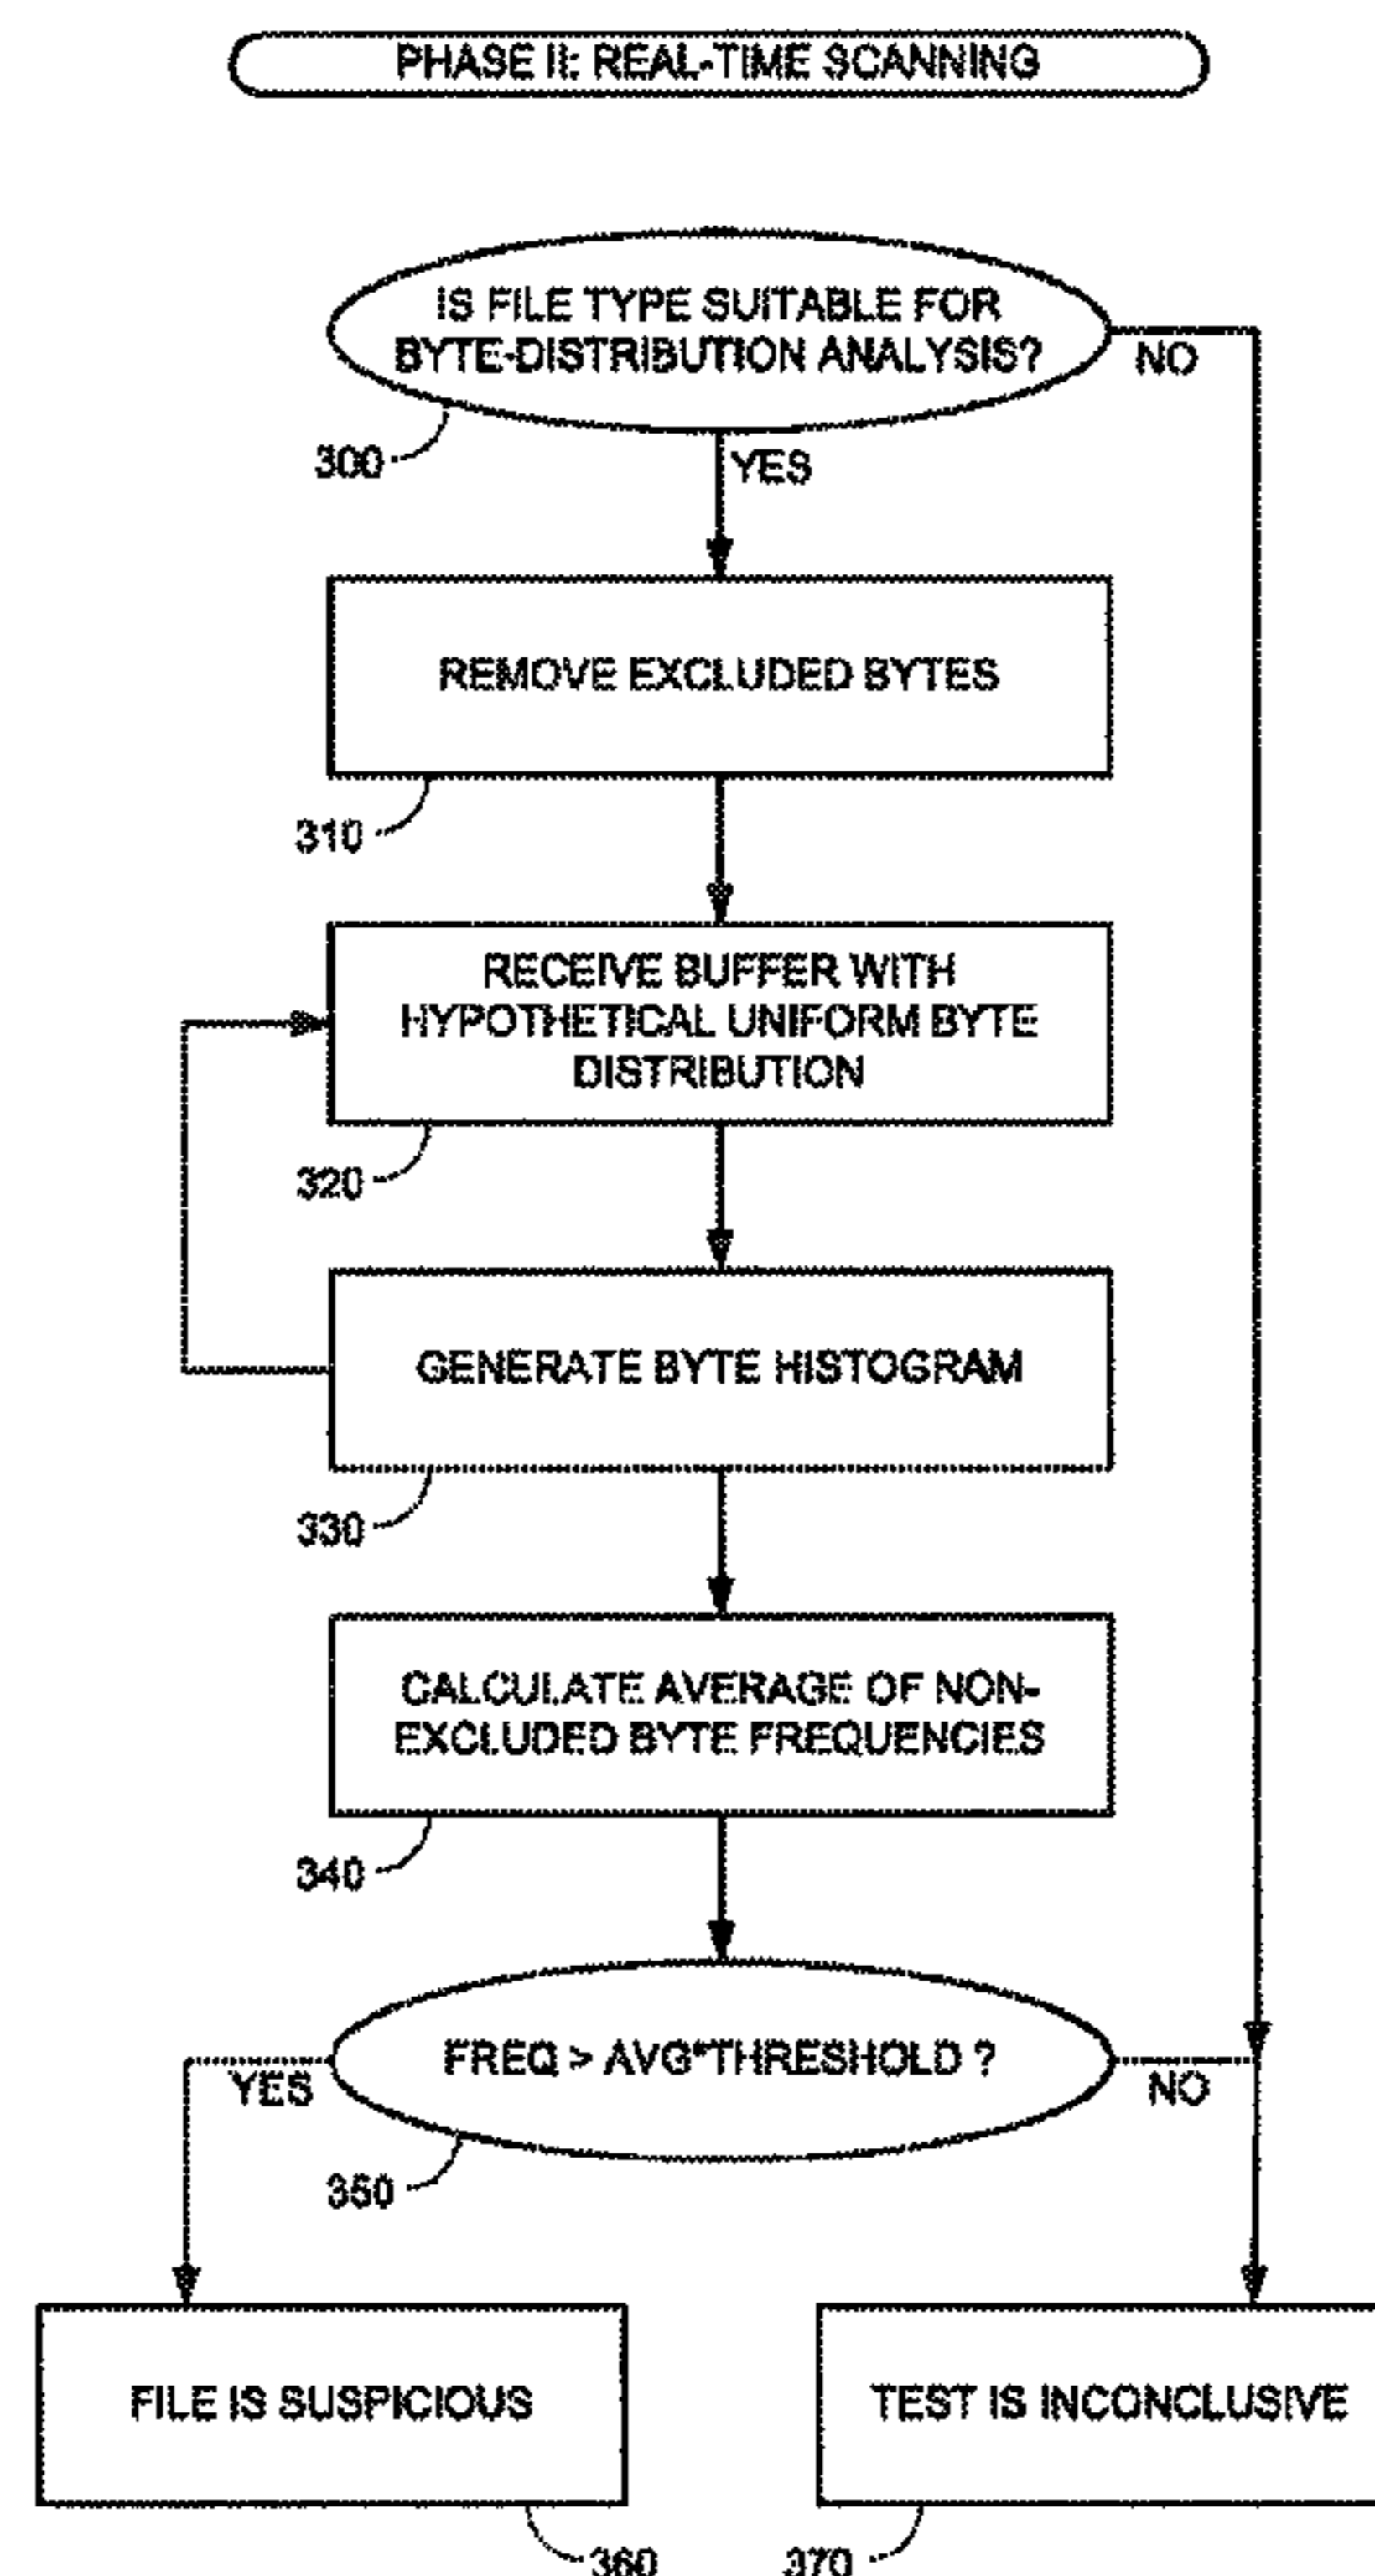 PHASE II: REAL-TIME SCANNING
IS FILE TYPE SUITABLE FOR
BYTE-DISTRIBUTION ANALYSIS?
NO
300
YES
REMOVE EXCLUDED BYTES
310
RECEIVE BUFFER WITH
HYPOTHETICAL UNIFORM BYTE
DISTRIBUTION
320
GENERATE BYTE HISTOGRAM
330
CALCULATE AVERAGE OF NON-
EXCLUDED BYTE FREQUENCIES
340
FREQ > AVG*THRESHOLD ?
YES
NO
350
FILE IS SUSPICIOUS
TEST IS INCONCLUSIVE
360
370